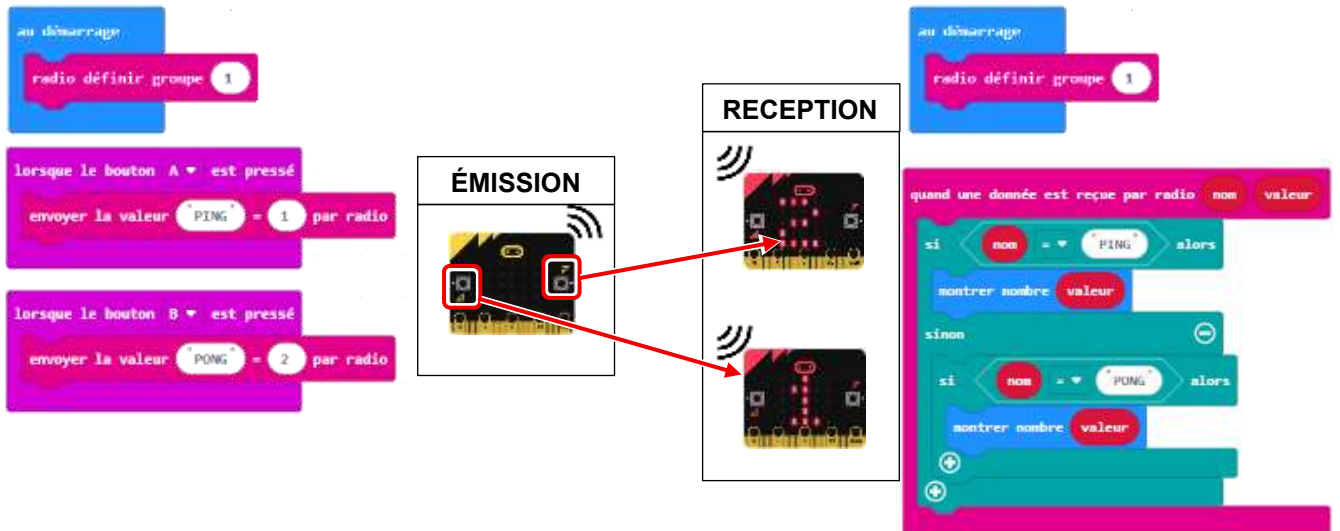 au démarrage
radio définir groupe 1
lorsque le bouton A est pressé
envoyer la valeur "PING" = 1 par radio
lorsque le bouton B est pressé
envoyer la valeur "PONG" = 2 par radio
ÉMISSION
RECEPTION
au démarrage
radio définir groupe 1
quand une donnée est reçue par radio nom valeur
si nom = "PING" alors
montrer nombre valeur
sinon
si nom = "PONG" alors
montrer nombre valeur